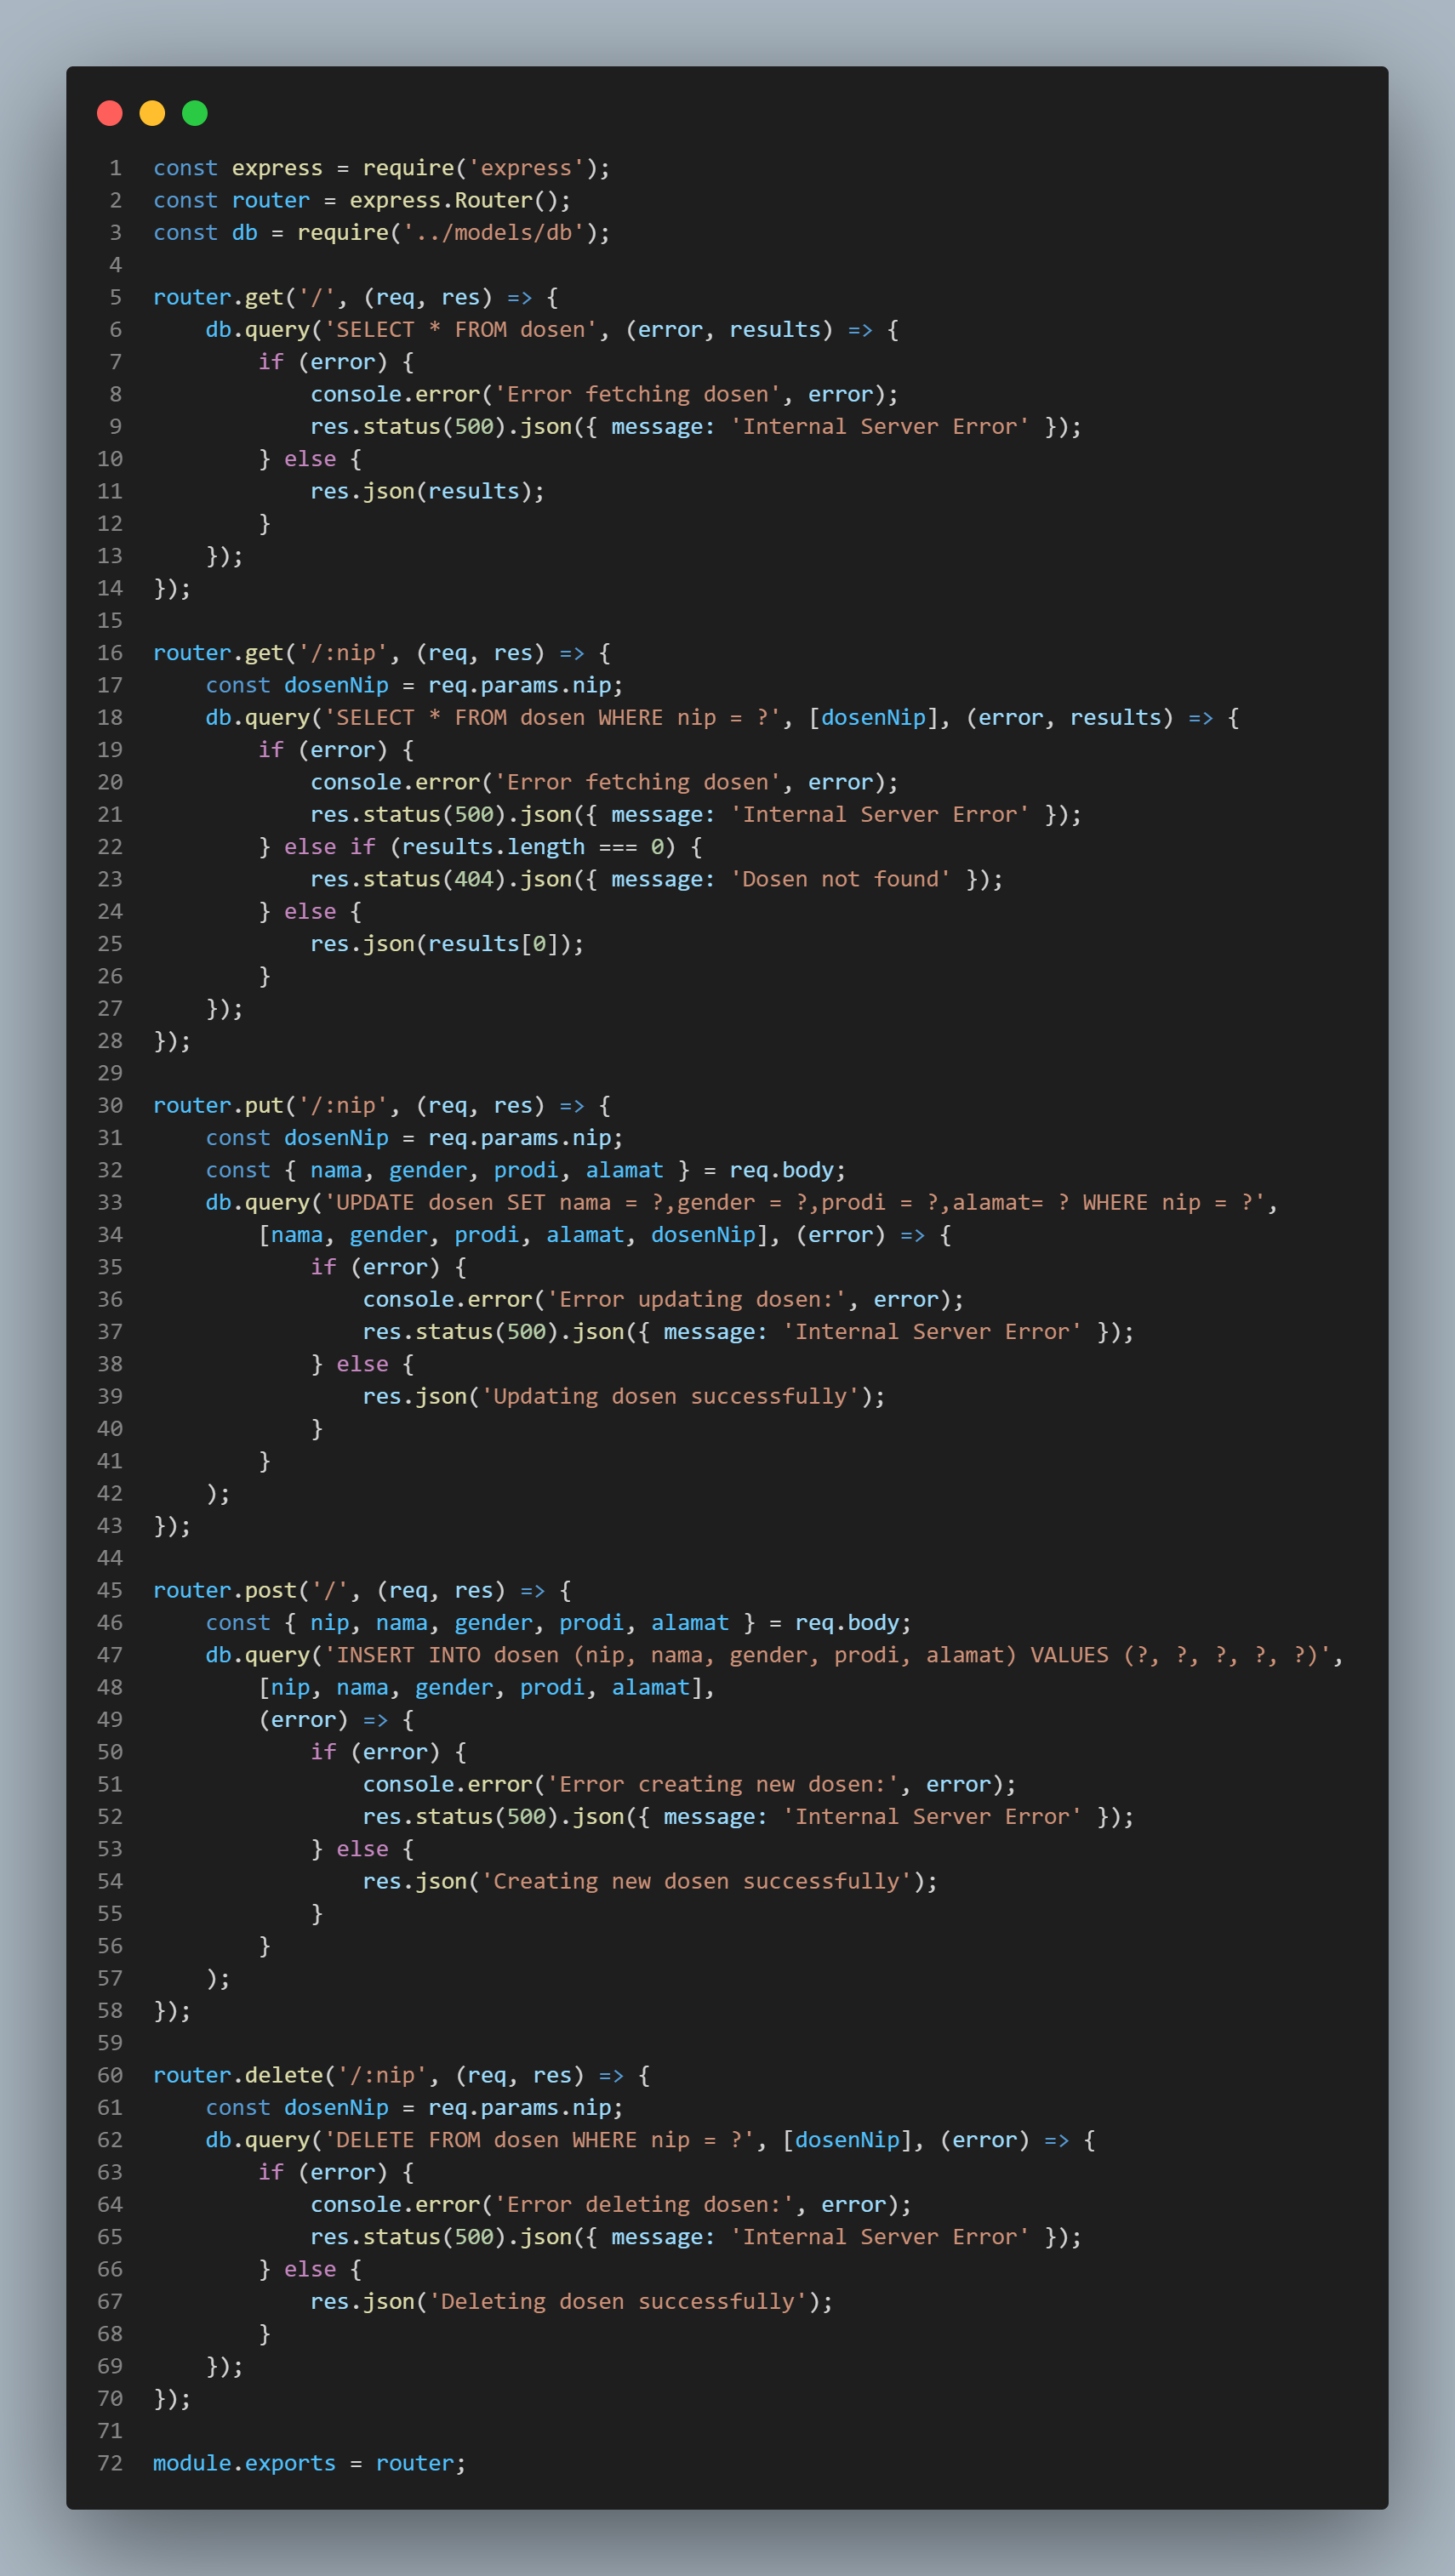 1 const express = require('express');
2 const router = express.Router();
3 const db = require('../models/db');
4
5 router.get('/', (req, res) => {
6     db.query('SELECT * FROM dosen', (error, results) => {
7         if (error) {
8             console.error('Error fetching dosen', error);
9             res.status(500).json({ message: 'Internal Server Error' });
10         } else {
11             res.json(results);
12         }
13     });
14 });
15
16 router.get('/:nip', (req, res) => {
17     const dosenNip = req.params.nip;
18     db.query('SELECT * FROM dosen WHERE nip = ?', [dosenNip], (error, results) => {
19         if (error) {
20             console.error('Error fetching dosen', error);
21             res.status(500).json({ message: 'Internal Server Error' });
22         } else if (results.length === 0) {
23             res.status(404).json({ message: 'Dosen not found' });
24         } else {
25             res.json(results[0]);
26         }
27     });
28 });
29
30 router.put('/:nip', (req, res) => {
31     const dosenNip = req.params.nip;
32     const { nama, gender, prodi, alamat } = req.body;
33     db.query('UPDATE dosen SET nama = ?,gender = ?,prodi = ?,alamat= ? WHERE nip = ?',
34         [nama, gender, prodi, alamat, dosenNip], (error) => {
35             if (error) {
36                 console.error('Error updating dosen:', error);
37                 res.status(500).json({ message: 'Internal Server Error' });
38             } else {
39                 res.json('Updating dosen successfully');
40             }
41         }
42     );
43 });
44
45 router.post('/', (req, res) => {
46     const { nip, nama, gender, prodi, alamat } = req.body;
47     db.query('INSERT INTO dosen (nip, nama, gender, prodi, alamat) VALUES (?, ?, ?, ?, ?)',
48         [nip, nama, gender, prodi, alamat],
49         (error) => {
50             if (error) {
51                 console.error('Error creating new dosen:', error);
52                 res.status(500).json({ message: 'Internal Server Error' });
53             } else {
54                 res.json('Creating new dosen successfully');
55             }
56         }
57     );
58 });
59
60 router.delete('/:nip', (req, res) => {
61     const dosenNip = req.params.nip;
62     db.query('DELETE FROM dosen WHERE nip = ?', [dosenNip], (error) => {
63         if (error) {
64             console.error('Error deleting dosen:', error);
65             res.status(500).json({ message: 'Internal Server Error' });
66         } else {
67             res.json('Deleting dosen successfully');
68         }
69     });
70 });
71
72 module.exports = router;